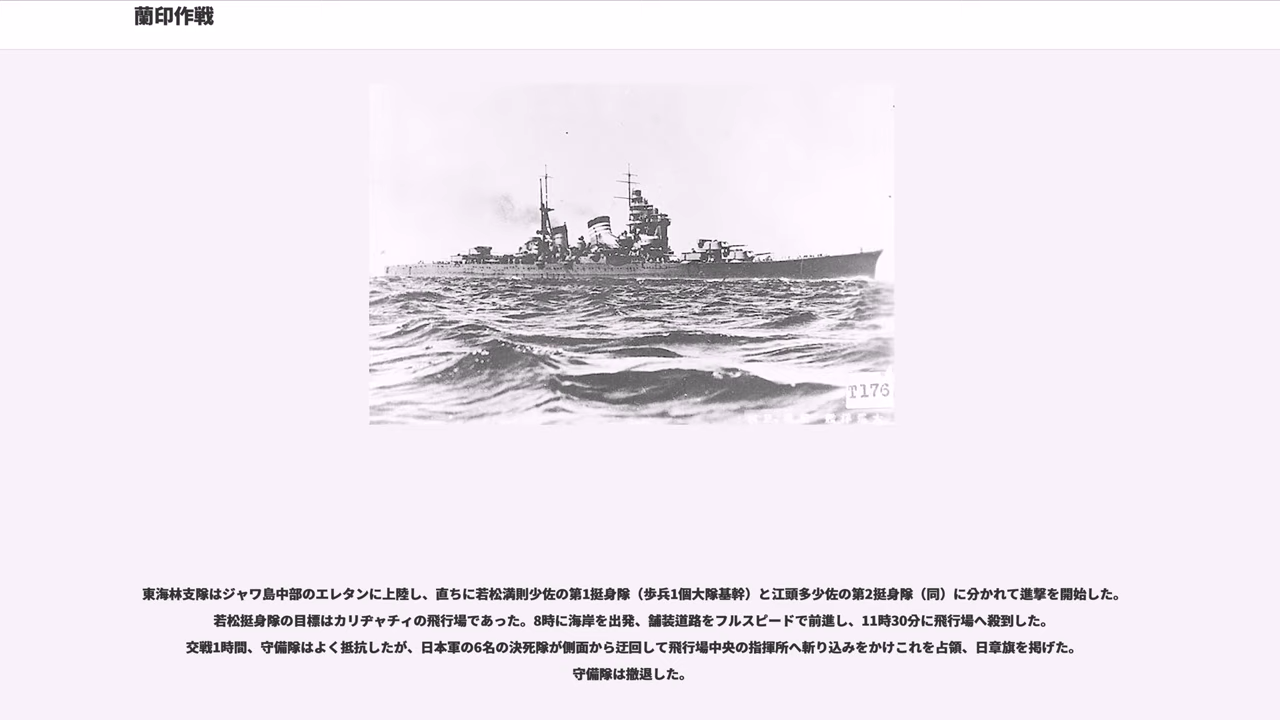 蘭印作戦
T176
東海林支隊はジャワ島中部のエレタンに上陸し、直ちに若松満則少佐の第1挺身隊（歩兵1個大隊基幹）と江頭多少佐の第2挺身隊（同）に分かれて進撃を開始した。
若松挺身隊の目標はカリヂャチィの飛行場であった。8時に海岸を出発、舗装道路をフルスピードで前進し、11時30分に飛行場へ殺到した。
交戦1時間、守備隊はよく抵抗したが、日本軍の6名の決死隊が側面から迂回して飛行場中央の指揮所へ斬り込みをかけこれを占領、日章旗を掲げた。
守備隊は撤退した。